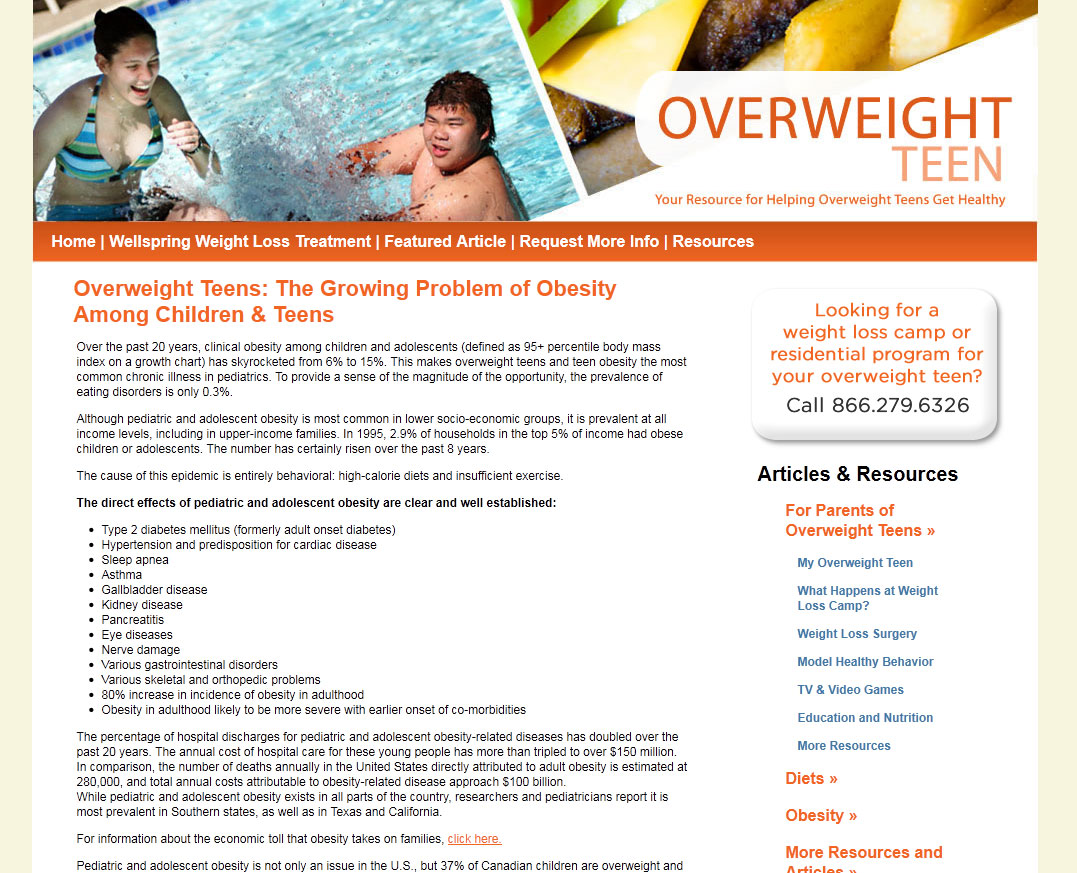 OVERWEIGHT
TEEN
Your Resource for Helping Overweight Teens Get Healthy
Home | Wellspring Weight Loss Treatment | Featured Article | Request More Info | Resources
Overweight Teens: The Growing Problem of Obesity
Among Children & Teens
Over the past 20 years, clinical obesity among children and adolescents (defined as 95+ percentile body mass
index on a growth chart) has skyrocketed from 6% to 15%. This makes overweight teens and teen obesity the most
common chronic illness in pediatrics. To provide a sense of the magnitude of the opportunity, the prevalence of
eating disorders is only 0.3%.
Although pediatric and adolescent obesity is most common in lower socio-economic groups, it is prevalent at all
income levels, including in upper-income families. In 1995, 2.9% of households in the top 5% of income had obese
children or adolescents. The number has certainly risen over the past 8 years.
The cause of this epidemic is entirely behavioral: high-calorie diets and insufficient exercise.
The direct effects of pediatric and adolescent obesity are clear and well established:
• Type 2 diabetes mellitus (formerly adult onset diabetes)
• Hypertension and predisposition for cardiac disease
• Sleep apnea
• Asthma
• Gallbladder disease
• Kidney disease
• Pancreatitis
• Eye diseases
• Nerve damage
• Various gastrointestinal disorders
• Various skeletal and orthopedic problems
• 80% increase in incidence of obesity in adulthood
• Obesity in adulthood likely to be more severe with earlier onset of co-morbidities
The percentage of hospital discharges for pediatric and adolescent obesity-related diseases has doubled over the
past 20 years. The annual cost of hospital care for these young people has more than tripled to over $150 million.
In comparison, the number of deaths annually in the United States directly attributed to adult obesity is estimated at
280,000, and total annual costs attributable to obesity-related disease approach $100 billion.
While pediatric and adolescent obesity exists in all parts of the country, researchers and pediatricians report it is
most prevalent in Southern states, as well as in Texas and California.
For information about the economic toll that obesity takes on families, click here.
Pediatric and adolescent obesity is not only an issue in the U.S., but 37% of Canadian children are overweight and
Looking for a
weight loss camp or
residential program for
your overweight teen?
Call 866.279.6326
Articles & Resources
For Parents of
Overweight Teens »
My Overweight Teen
What Happens at Weight
Loss Camp?
Weight Loss Surgery
Model Healthy Behavior
TV & Video Games
Education and Nutrition
More Resources
Diets »
Obesity »
More Resources and
Articles »